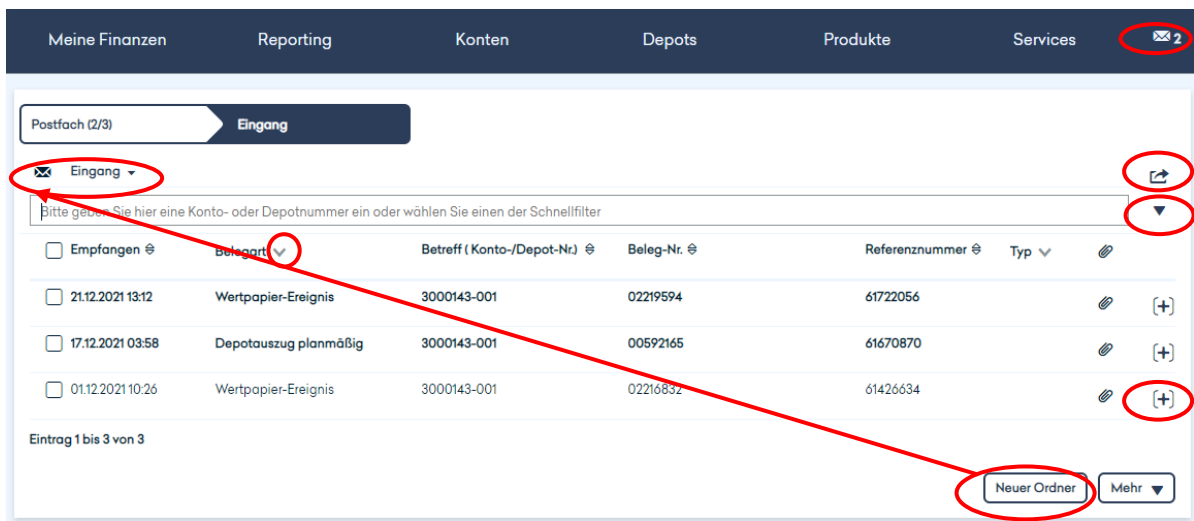 Meine Finanzen Reporting Konten Depots Produkte Services 2
Postfach (2/3) Eingang
Eingang
Bitte geben Sie hier eine Konto- oder Depotnummer ein oder wählen Sie einen der Schnellfilter
Empfangen Belegart Betreff ( Konto-/Depot-Nr.) Beleg-Nr. Referenznummer Typ
21.12.2021 13:12 Wertpapier-Ereignis 3000143-001 02219594 61722056
17.12.2021 03:58 Depotauszug planmäßig 3000143-001 00592165 61670870
01.12.2021 10:26 Wertpapier-Ereignis 3000143-001 02216832 61426634
Eintrag 1 bis 3 von 3
Neuer Ordner Mehr